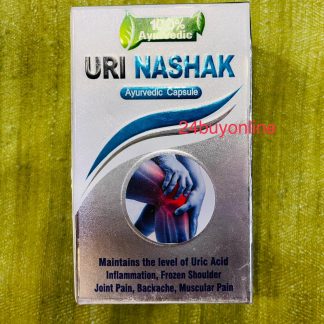 100%
Ayurvedic
URI NASHAK
Ayurvedic Capsule
24buyonline
Maintains the level of Uric Acid
Inflammation, Frozen Shoulder
Joint Pain, Backache, Muscular Pain